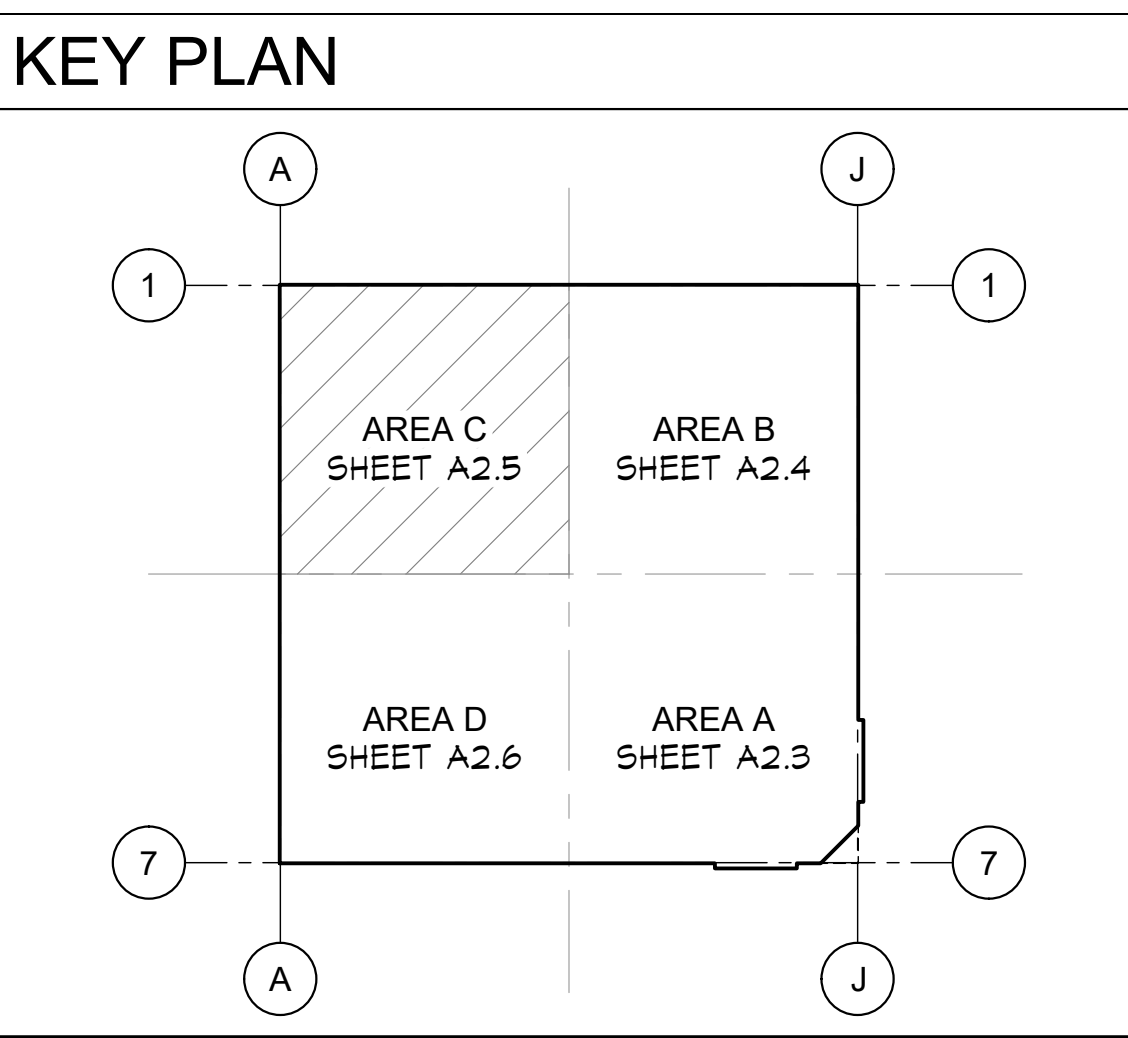 KEY PLAN
A
J
1
1
AREA C
SHEET A2.5
AREA B
SHEET A2.4
AREA D
SHEET A2.6
AREA A
SHEET A2.3
7
7
A
J